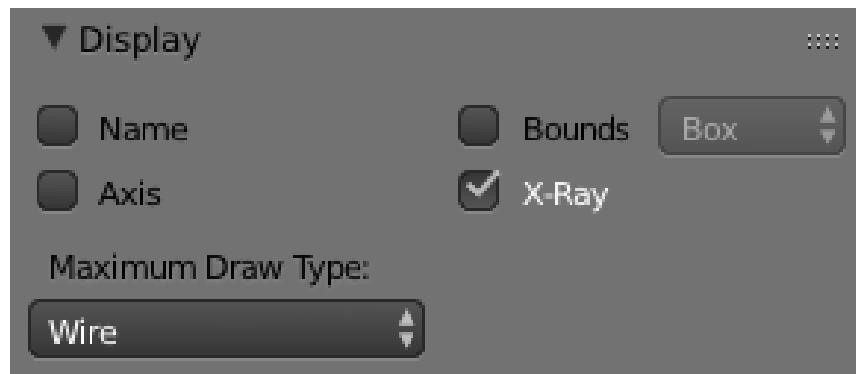 Display
Name
Bounds Box
Axis
X-Ray
Maximum Draw Type:
Wire